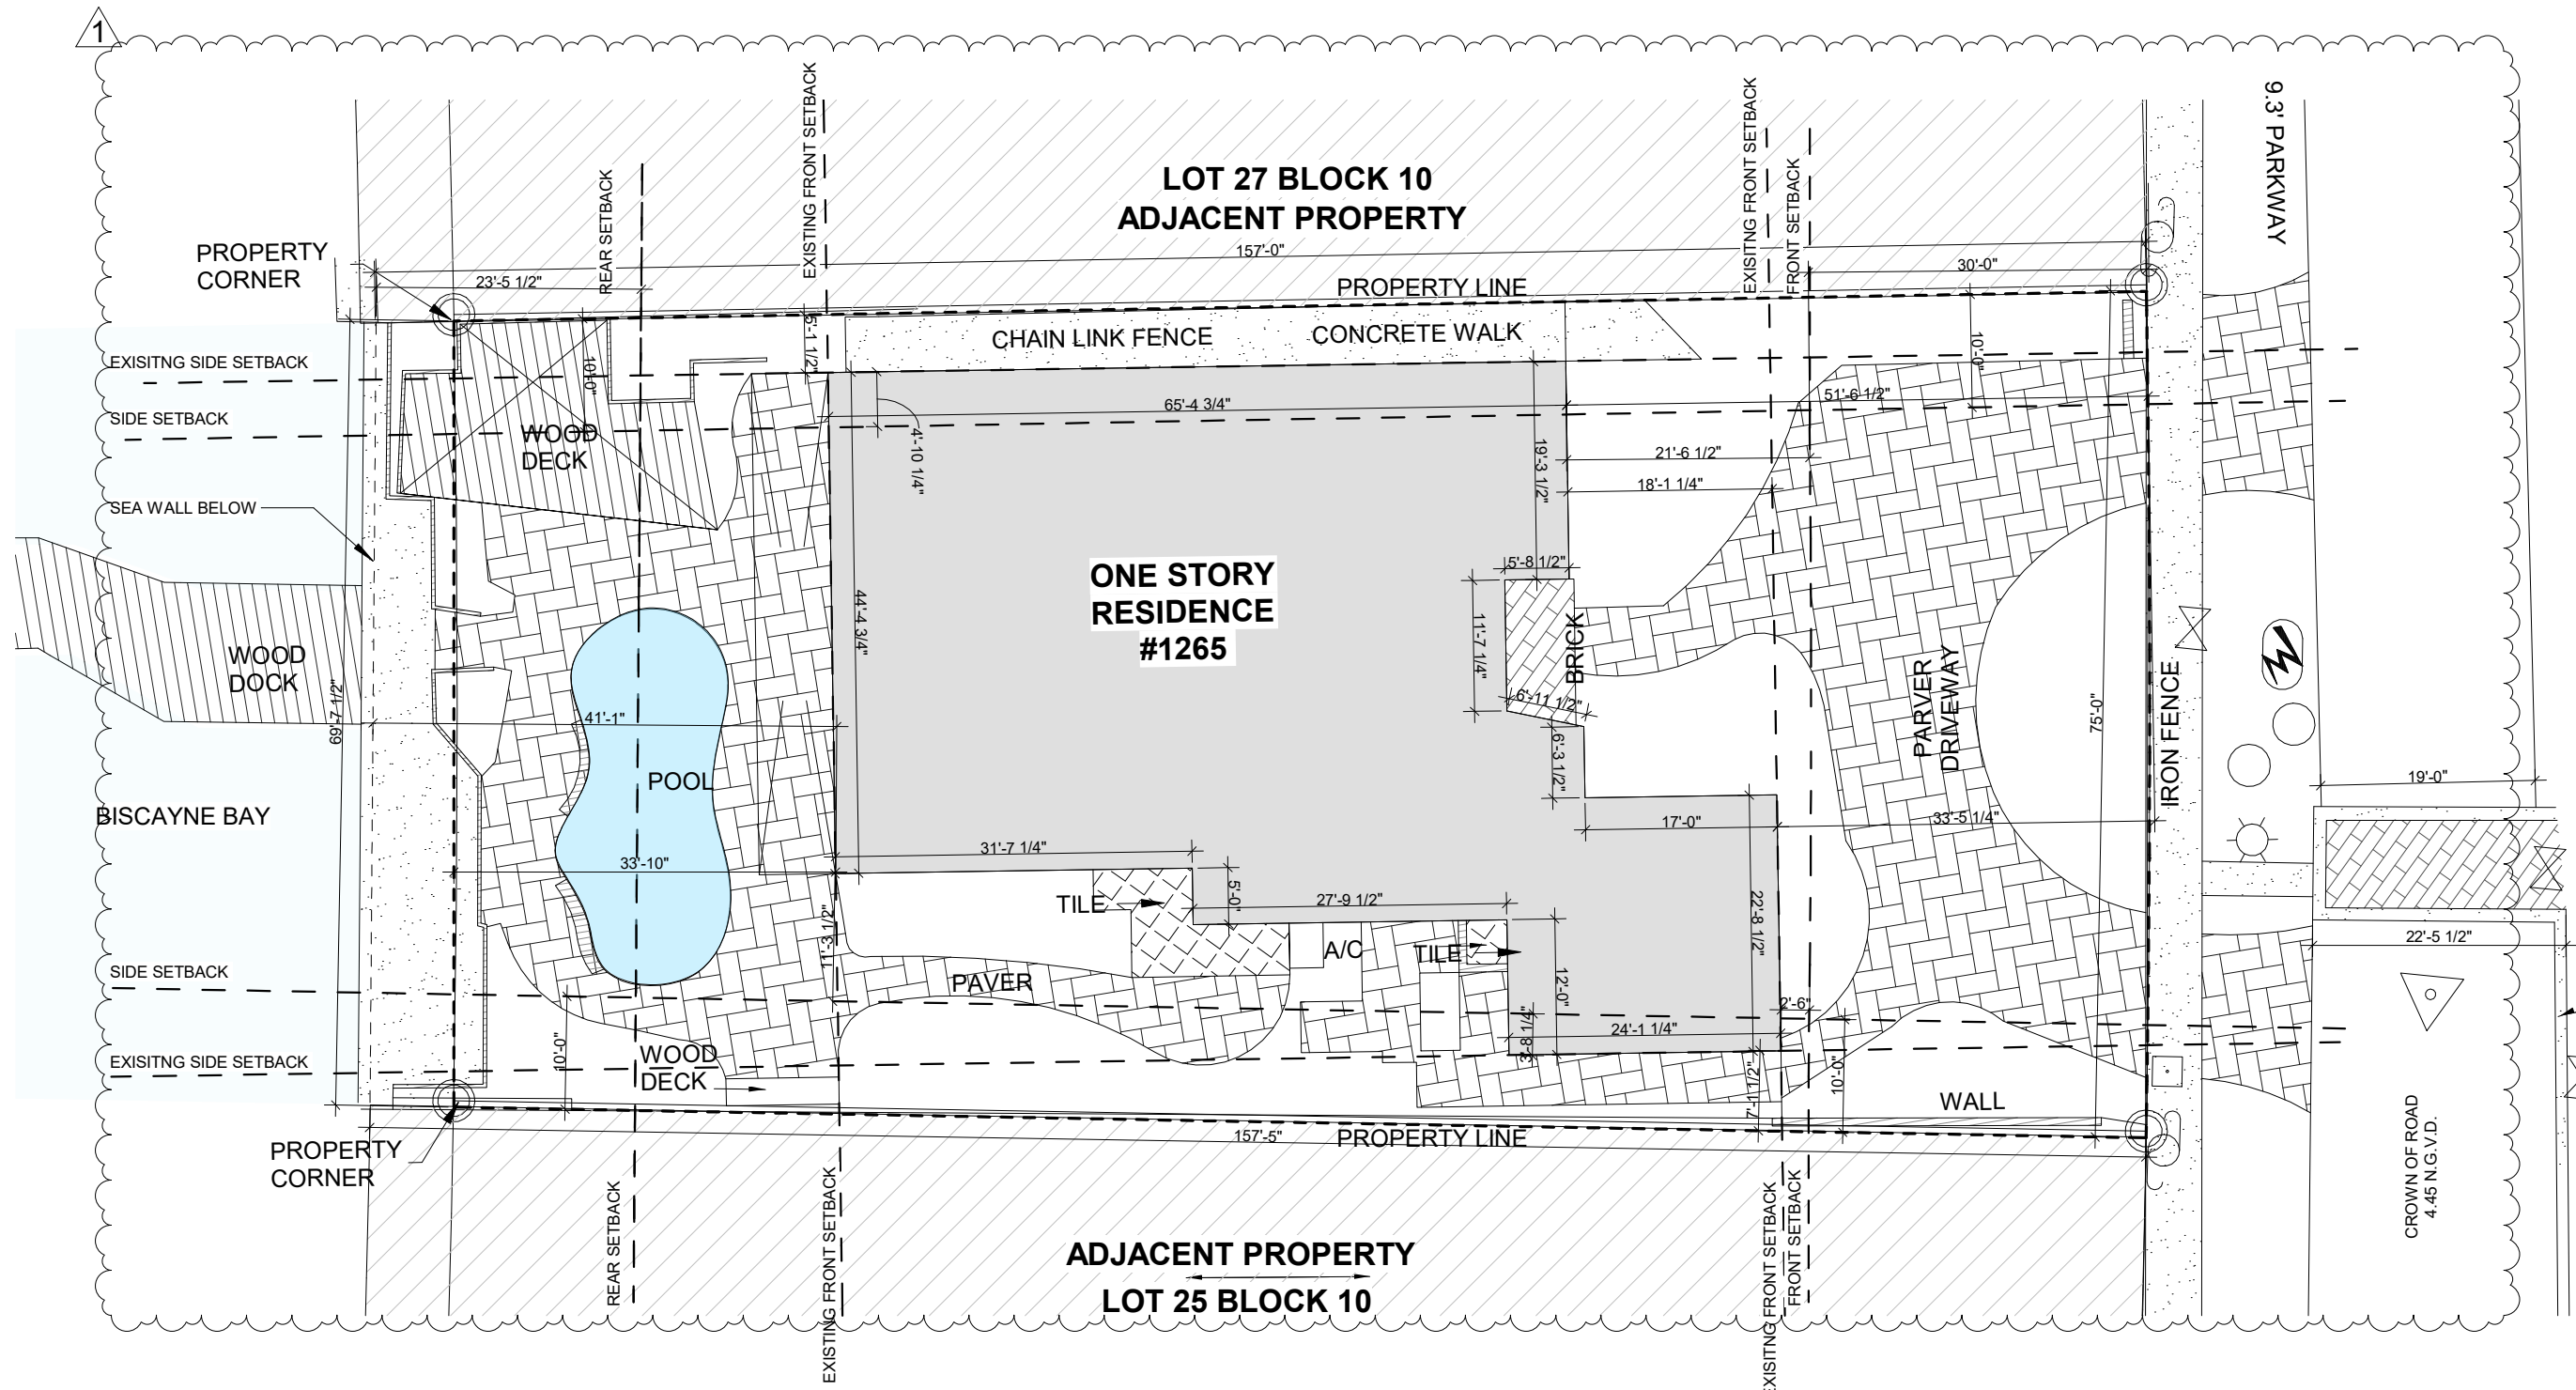 1
EXISTING FRONT SETBACK
EXISITNG FRONT SETBACK
FRONT SETBACK
REAR SETBACK
9.3' PARKWAY
LOT 27 BLOCK 10
ADJACENT PROPERTY
157'-0"
PROPERTY
CORNER
23'-5 1/2"
30'-0"
PROPERTY LINE
5'-1 1/2"
CHAIN LINK FENCE
CONCRETE WALK
10'-0"
10'-0"
EXISITNG SIDE SETBACK
SIDE SETBACK
65'-4 3/4"
51'-6 1/2"
WOOD
DECK
4'-10 1/4"
19'-3 1/2"
21'-6 1/2"
18'-1 1/4"
SEA WALL BELOW
5'-8 1/2"
ONE STORY
RESIDENCE
#1265
44'-4 3/4"
11'-7 1/4"
BRICK
WOOD
DOCK
69'-7 1/2"
6'-11 1/2"
PARVER
DRIVEWAY
75'-0"
IRON FENCE
41'-1"
6'-3 1/2"
POOL
19'-0"
BISCAYNE BAY
17'-0"
33'-5 1/4"
31'-7 1/4"
33'-10"
5'-0"
27'-9 1/2"
TILE
22'-8 1/2"
11'-3 1/2"
A/C
TILE
22'-5 1/2"
SIDE SETBACK
PAVER
12'-0"
2'-6"
3'-8 1/4"
24'-1 1/4"
10'-0"
WOOD
DECK
EXISITNG SIDE SETBACK
7'-1 1/2"
10'-0"
WALL
157'-5"
PROPERTY LINE
PROPERTY
CORNER
CROWN OF ROAD
4.45 N.G.V.D.
REAR SETBACK
EXISTING FRONT SETBACK
EXISITNG FRONT SETBACK
FRONT SETBACK
ADJACENT PROPERTY
LOT 25 BLOCK 10